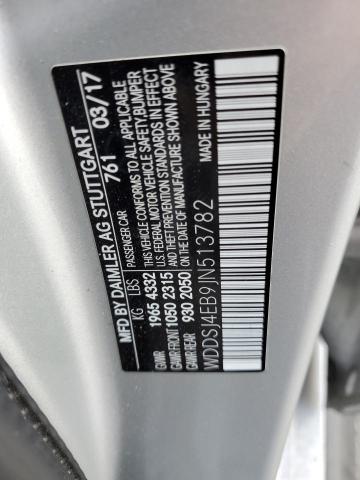 MFD BY DAIMLER AG STUTTGART
761 03/17
KG LBS PASSENGER CAR
GAWR 1965 4332 THIS VEHICLE CONFORMS TO ALL APPLICABLE
GAWR-FRONT 1050 2315 U.S. FEDERAL MOTOR VEHICLE SAFETY, BUMPER
GAWR-REAR 930 2050 AND THEFT PREVENTION STANDARDS IN EFFECT
ON THE DATE OF MANUFACTURE SHOWN ABOVE
WDDSJ4EB9JN513782 MADE IN HUNGARY